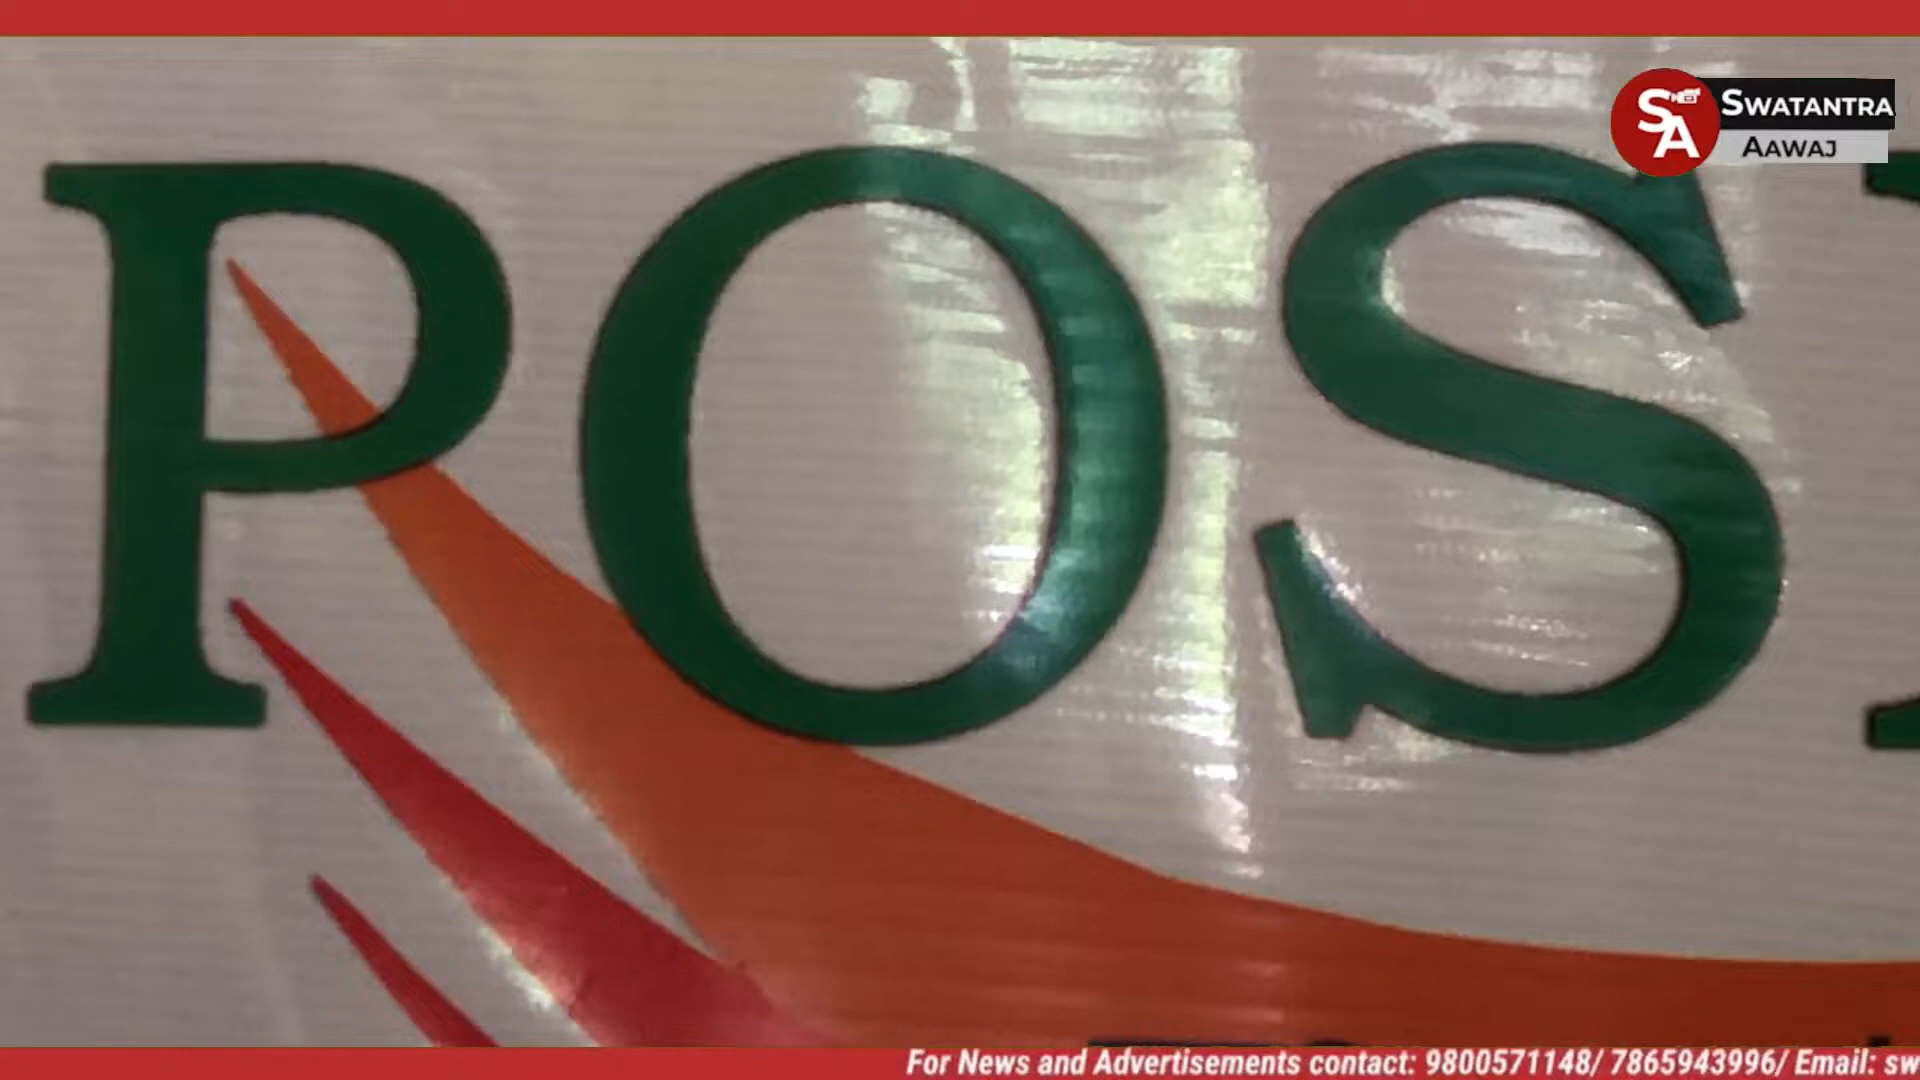 SWATANTRA
AAWAJ
POS
For News and Advertisements contact: 9800571148/ 7865943996/ Email: sw